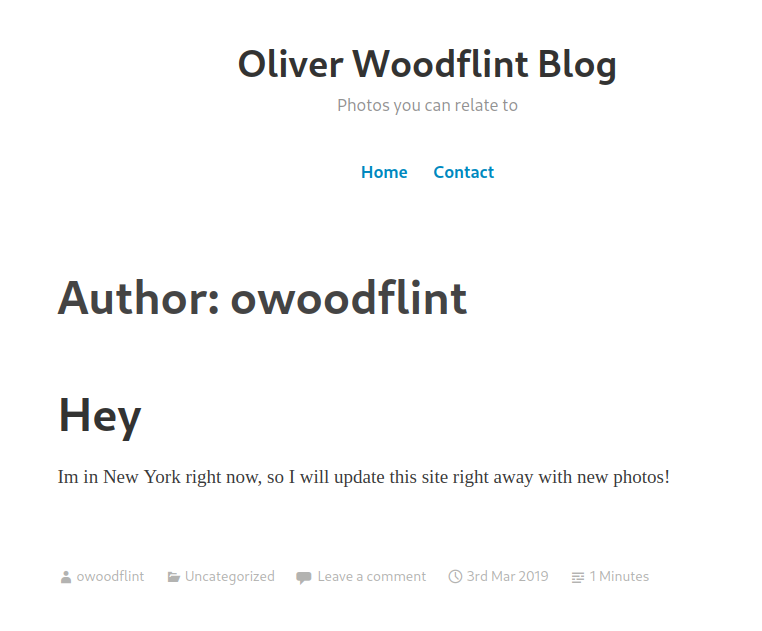 Oliver Woodflint Blog
Photos you can relate to
Home Contact
Author: owoodflint
Hey
Im in New York right now, so I will update this site right away with new photos!
owoodflint Uncategorized Leave a comment 3rd Mar 2019 1 Minutes